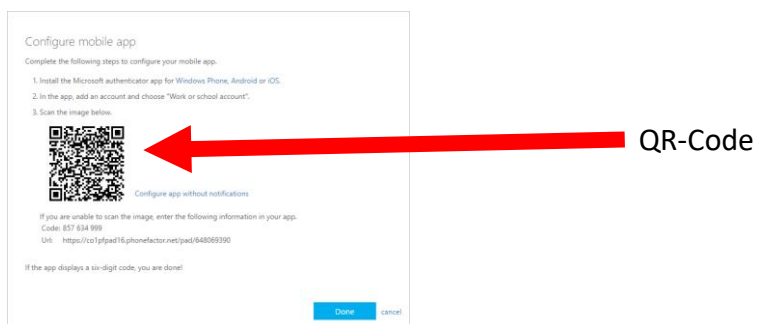 Configure mobile app
Complete the following steps to configure your mobile app.
1. Install the Microsoft authenticator app for Windows Phone, Android or iOS.
2. In the app, add an account and choose "Work or school account".
3. Scan the image below.
QR-Code
Configure app without notifications
If you are unable to scan the image, enter the following information in your app.
Code: 857 634 999
Url: https://co1pfpad16.phonefactor.net/pad/648069390
If the app displays a six-digit code, you are done!
Done cancel